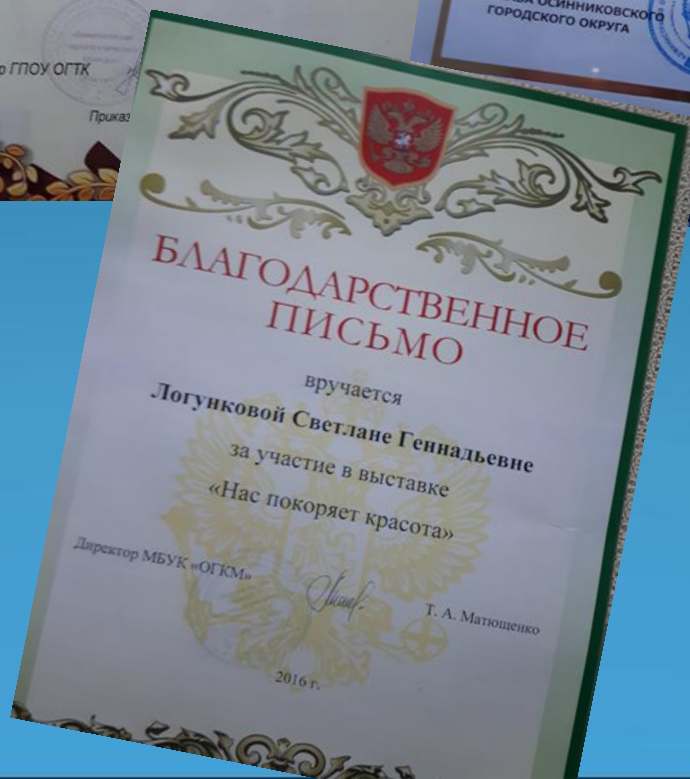 ГПОУ ОГТК
Приказ
ОСИННИКОВСКОГО
ГОРОДСКОГО ОКРУГА
БЛАГОДАРСТВЕННОЕ
ПИСЬМО
вручается
Логунковой Светлане Геннадьевне
за участие в выставке
«Нас покоряет красота»
Директор МБУК «ОГКМ»
Т. А. Матющенко
2016 г.